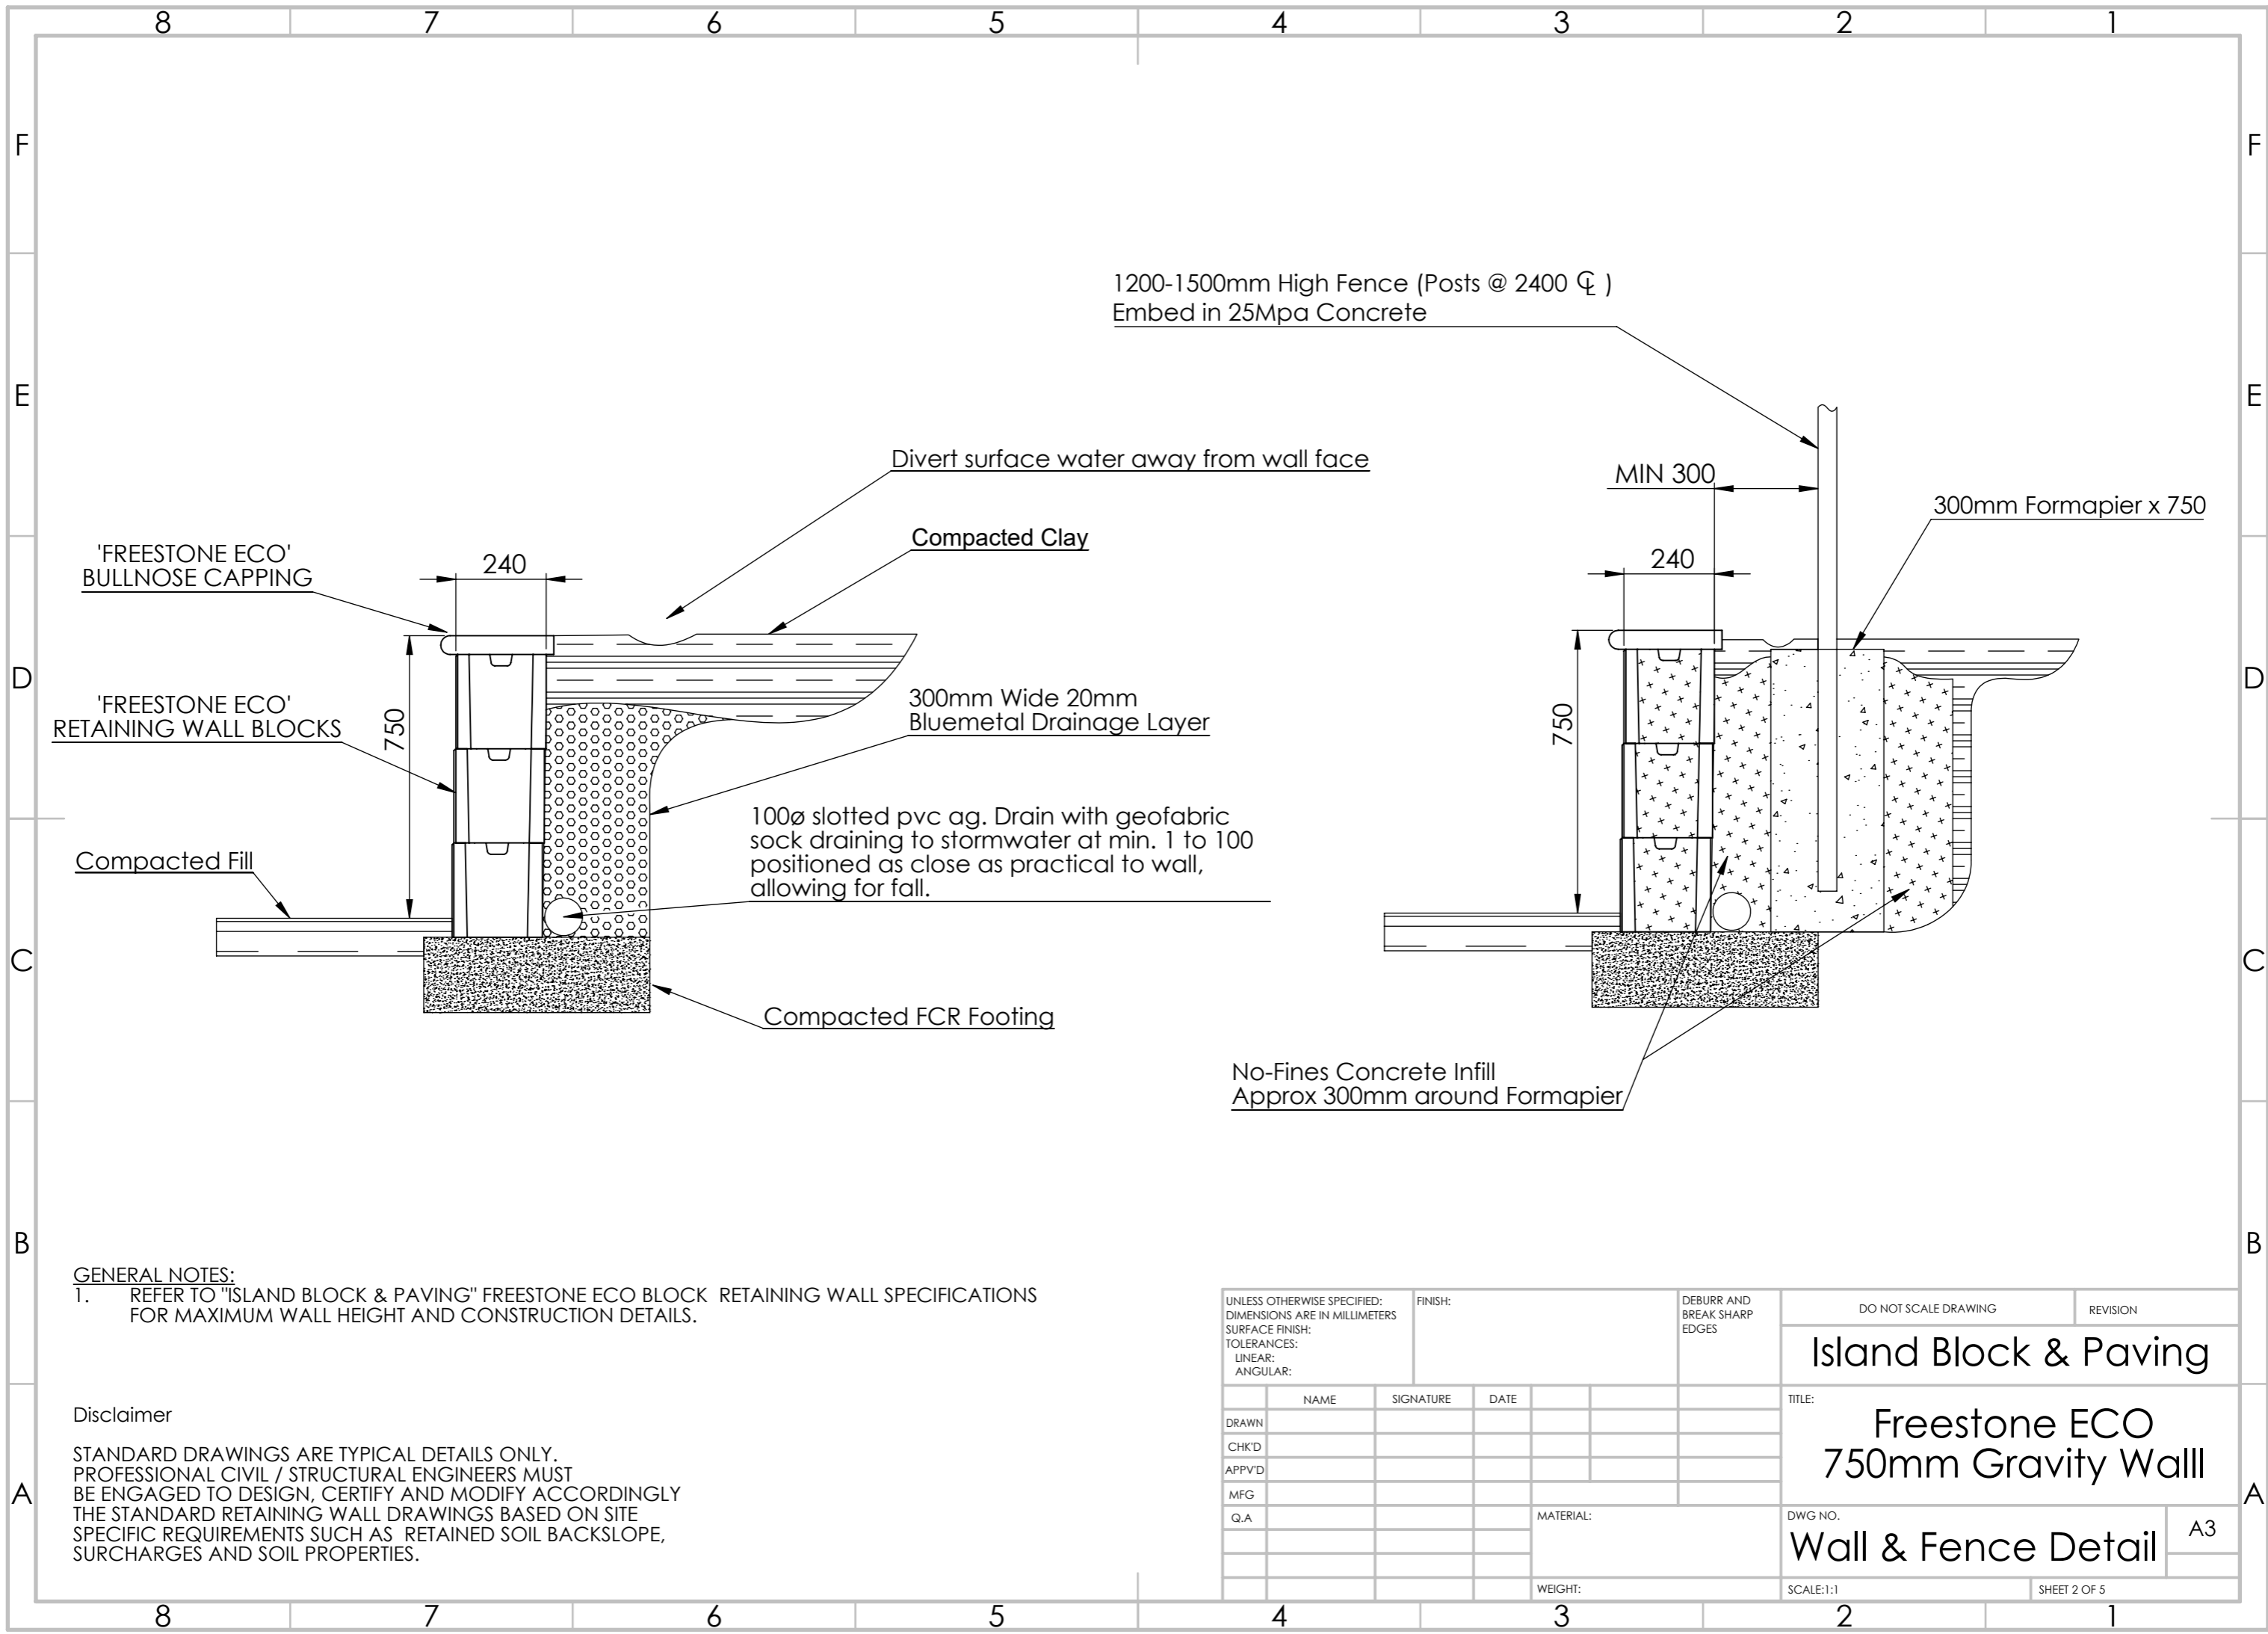 8 7 6 5 4 3 2 1
F F
1200-1500mm High Fence (Posts @ 2400 ℄ )
Embed in 25Mpa Concrete
E E
Divert surface water away from wall face
MIN 300
300mm Formapier x 750
Compacted Clay
'FREESTONE ECO'
BULLNOSE CAPPING
240
240
D D
'FREESTONE ECO'
RETAINING WALL BLOCKS
750
300mm Wide 20mm
Bluemetal Drainage Layer
750
100ø slotted pvc ag. Drain with geofabric
sock draining to stormwater at min. 1 to 100
positioned as close as practical to wall,
allowing for fall.
Compacted Fill
C C
Compacted FCR Footing
No-Fines Concrete Infill
Approx 300mm around Formapier
B B
GENERAL NOTES:
1. REFER TO "ISLAND BLOCK & PAVING" FREESTONE ECO BLOCK RETAINING WALL SPECIFICATIONS
FOR MAXIMUM WALL HEIGHT AND CONSTRUCTION DETAILS.
Disclaimer
STANDARD DRAWINGS ARE TYPICAL DETAILS ONLY.
PROFESSIONAL CIVIL / STRUCTURAL ENGINEERS MUST
BE ENGAGED TO DESIGN, CERTIFY AND MODIFY ACCORDINGLY
THE STANDARD RETAINING WALL DRAWINGS BASED ON SITE
SPECIFIC REQUIREMENTS SUCH AS RETAINED SOIL BACKSLOPE,
SURCHARGES AND SOIL PROPERTIES.
A A
UNLESS OTHERWISE SPECIFIED:
DIMENSIONS ARE IN MILLIMETERS
SURFACE FINISH:
TOLERANCES:
LINEAR:
ANGULAR:
FINISH:
DEBURR AND
BREAK SHARP
EDGES
DO NOT SCALE DRAWING
REVISION
Island Block & Paving
NAME SIGNATURE DATE
DRAWN
CHK'D
APPV'D
MFG
Q.A
TITLE:
Freestone ECO
750mm Gravity Walll
MATERIAL:
DWG NO.
Wall & Fence Detail
A3
WEIGHT:
SCALE:1:1
SHEET 2 OF 5
8 7 6 5 4 3 2 1